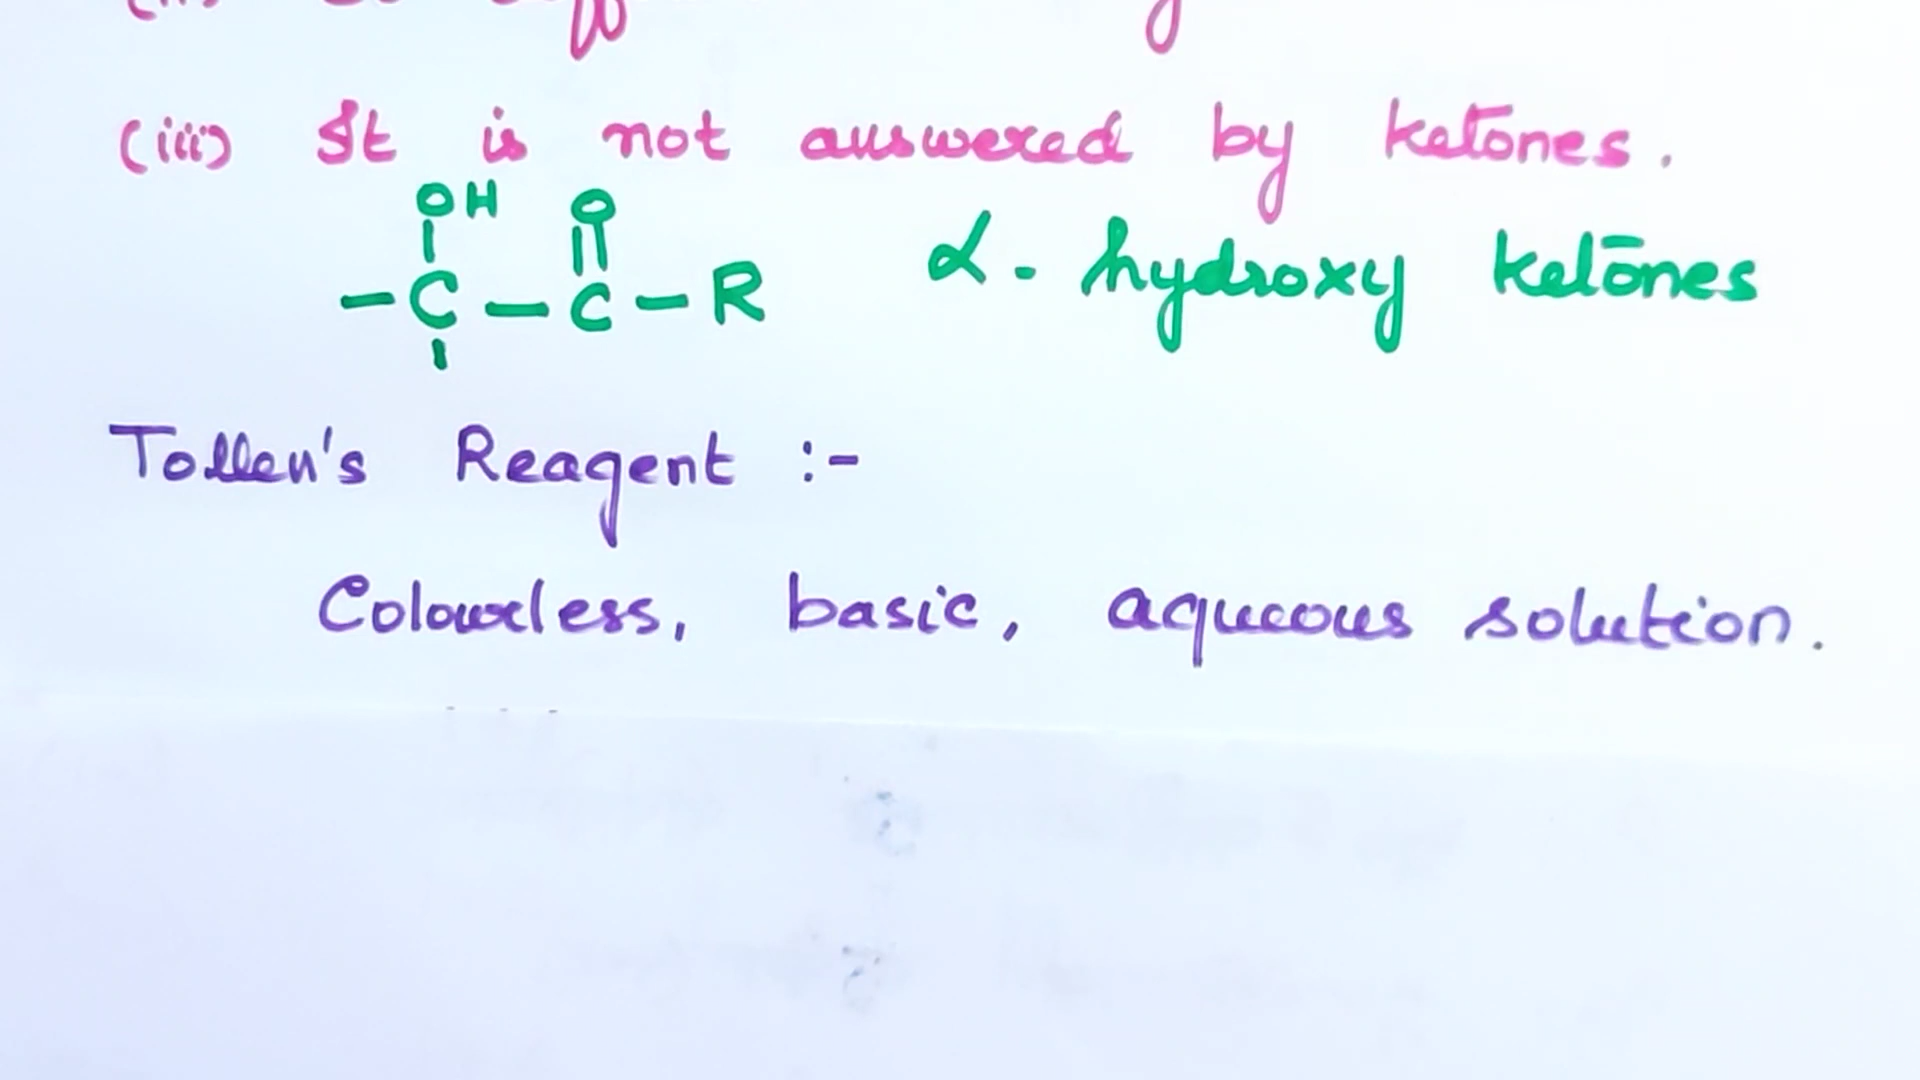 (iii) It is not answered by ketones.
OH O
- C - C - R α - hydroxy ketones
Tollen's Reagent :-
Colourless, basic, aqueous solution.